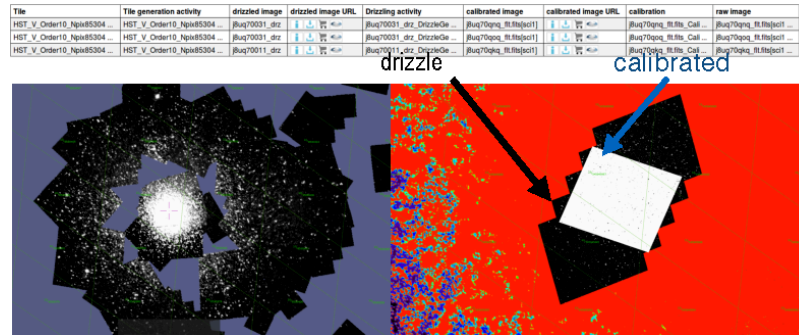 Tile Tile generation activity drizzled image drizzled image URL Drizzling activity calibrated image calibrated image URL calibration raw image
HST_V_Order10_Npix85304 ... HST_V_Order10_Npix85304 ... j8uq70031_drz j8uq70031_drz_DrizzleGe ... j8uq70qnq_flt.fits[sci1] j8uq70qnq_flt.fits_Cali ... j8uq70qnq_flt.fits[sci1 ...
HST_V_Order10_Npix85304 ... HST_V_Order10_Npix85304 ... j8uq70031_drz j8uq70031_drz_DrizzleGe ... j8uq70qoq_flt.fits[sci1] j8uq70qoq_flt.fits_Cali ... j8uq70qoq_flt.fits[sci1 ...
HST_V_Order10_Npix85304 ... HST_V_Order10_Npix85304 ... j8uq70011_drz j8uq70011_drz_DrizzleGe ... j8uq70qkq_flt.fits[sci1] j8uq70qkq_flt.fits_Cali ... j8uq70qkq_flt.fits[sci1 ...
drizzle calibrated